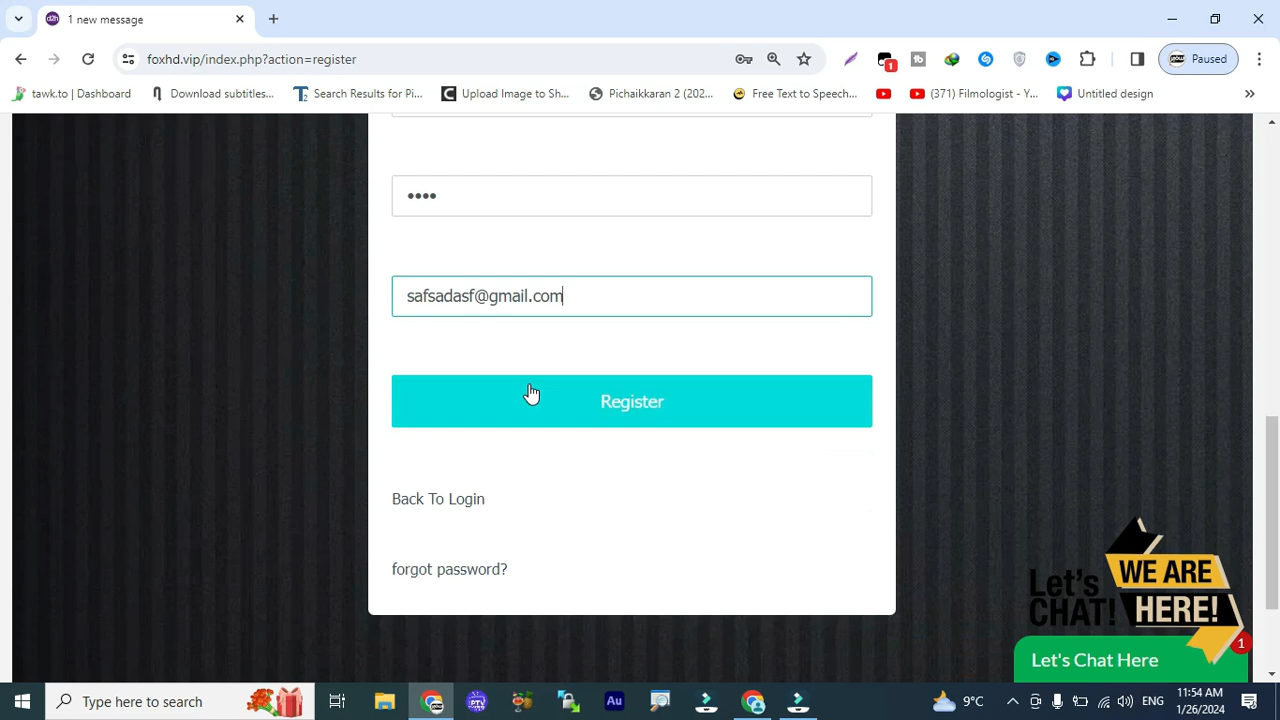 1 new message
foxhd.vip/index.php?action=register
1
Paused
tawk.to | Dashboard
Download subtitles...
Search Results for Pi...
Upload Image to Sh...
Pichaikkaran 2 (202...
Free Text to Speech...
(371) Filmologist - Y...
Untitled design
»
••••
safsadasf@gmail.com
Register
Back To Login
forgot password?
Let's CHAT!
WE ARE
HERE!
1
Let's Chat Here
Type here to search
9°C
ENG
11:54 AM
1/26/2024